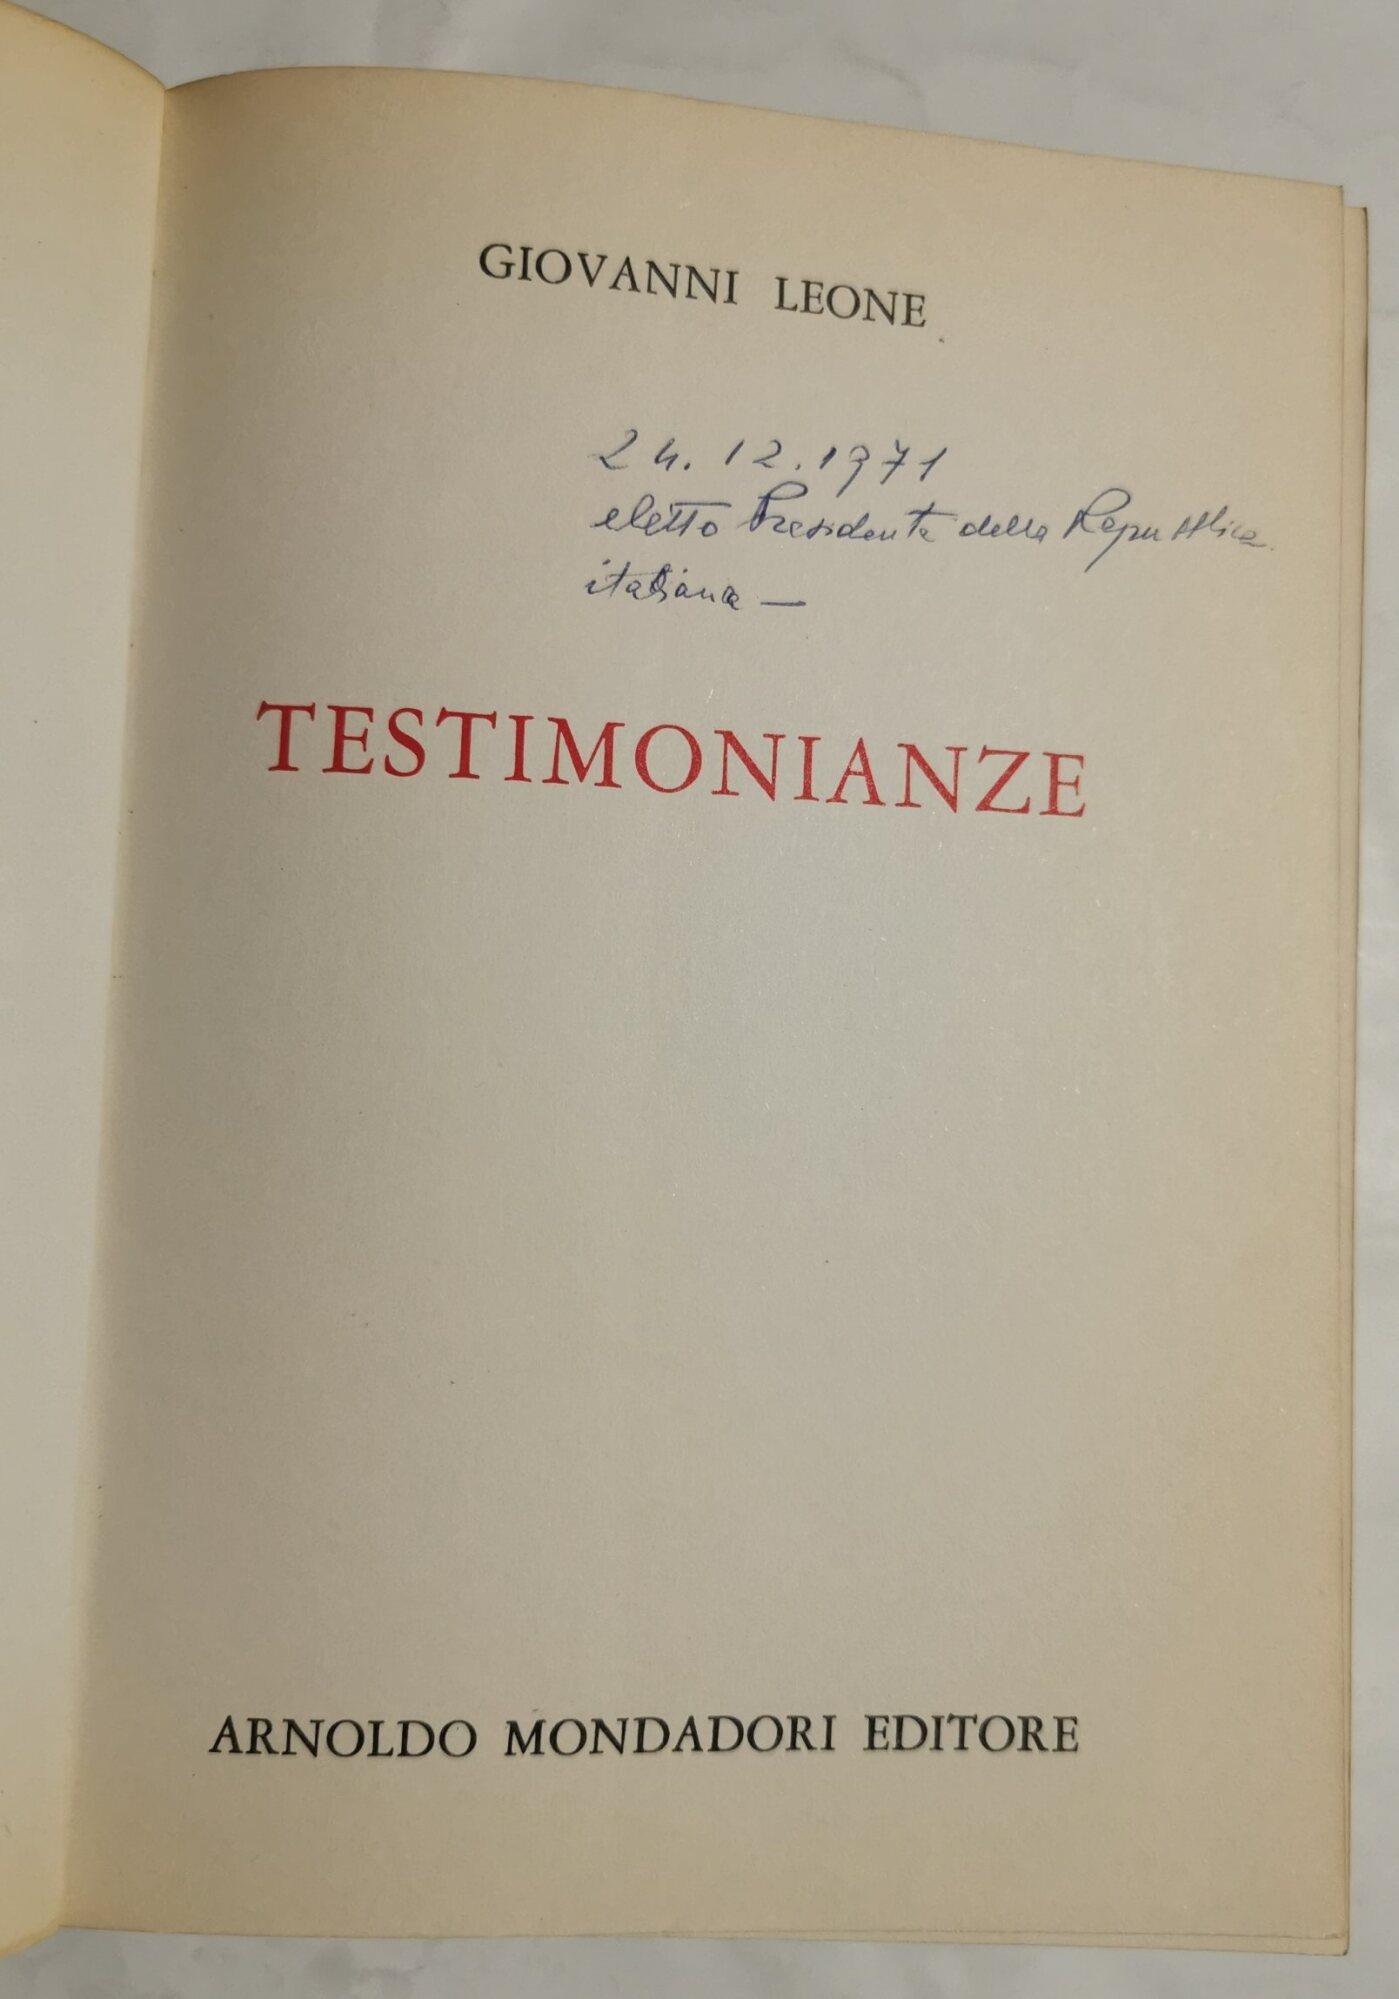 GIOVANNI LEONE
24.12.1971
eletto Presidente della Repubblica
italiana —
TESTIMONIANZE
ARNOLDO MONDADORI EDITORE